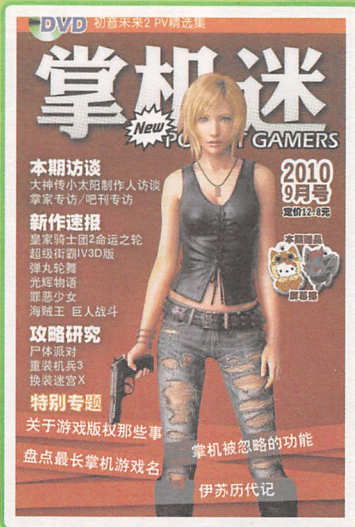 DVD 初音未来2 PV精选集
掌机迷
New
POCKET GAMERS
本期访谈
大神传小太阳制作人访谈
掌家专访/吧刊专访
2010
9月号
定价12.8元
新作速报
皇家骑士团2命运之轮
超级街霸IV3D版
弹丸轮舞
光辉物语
罪恶少女
海贼王 巨人战斗
本期赠品
屏幕擦
攻略研究
尸体派对
重装机兵3
换装迷宫X
特别专题
关于游戏版权那些事
掌机被忽略的功能
盘点最长掌机游戏名
伊苏历代记